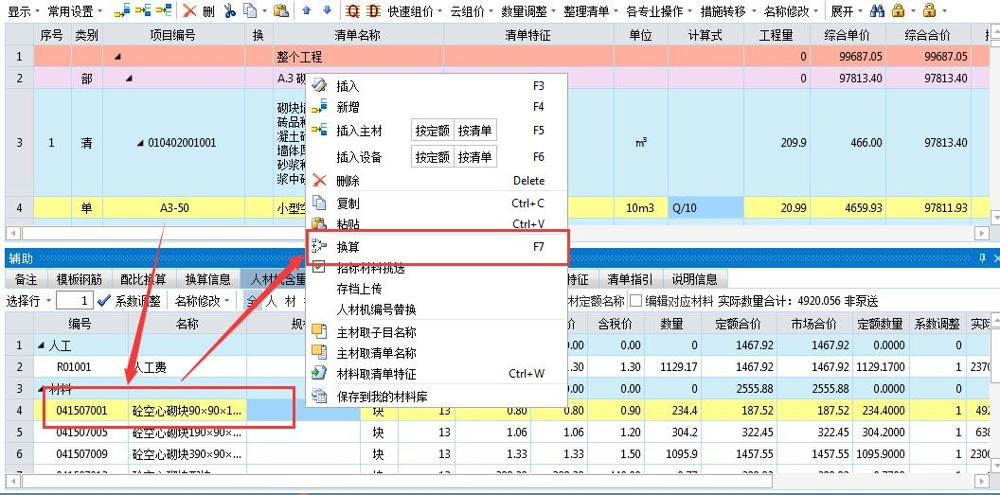 显示 常用设置 删 快速组价 云组价 数量调整 整理清单 各专业操作 措施转移 名称修改 展开
序号 类别 项目编号 换 清单名称 清单特征 单位 计算式 工程量 综合单价 综合合价
1 整个工程 0 99687.05 99687.05
2 部 A.3 砌 0 97813.40 97813.40
3 1 清 010402001001 m³ 209.9 466.00 97813.40
砌块
砖品种
凝土砌
墙体厚
砂浆种
浆中砂
4 单 A3-50 小型空 10m3 Q/10 20.99 4659.93 97811.93
插入 F3
新增 F4
插入主材 按定额 按清单 F5
插入设备 按定额 按清单 F6
删除 Delete
复制 Ctrl+C
粘贴 Ctrl+V
换算 F7
招标材料挑选
存档上传
人材机编号替换
主材取子目名称
主材取清单名称
材料取清单特征 Ctrl+W
保存到我的材料库
辅助
备注 模板钢筋 配比换算 换算信息 人材机含量 特征 清单指引 说明信息
选择行 1 系数调整 名称修改 全 人 材 材定额名称 编辑对应材料 实际数量合计：4920.056 非泵送
编号 名称 规 价 含税价 数量 定额合价 市场合价 定额数量 系数调整 实际
1 人工 0.00 0.00 0 1467.92 1467.92 0.0000 0
2 R01001 人工费 1.30 1.30 1129.17 1467.92 1467.92 1129.1700 1 2370
3 材料 0.00 0.00 0 2555.88 2555.88 0.0000 0
4 041507001 砼空心砌块90×90×1... 块 13 0.80 0.80 0.90 234.4 187.52 187.52 234.4000 1 492
5 041507005 砼空心砌块190×90×... 块 13 1.06 1.06 1.20 304.2 322.45 322.45 304.2000 1 638
6 041507009 砼空心砌块390×90×... 块 13 1.33 1.33 1.50 1095.9 1457.55 1457.55 1095.9000 1 2300